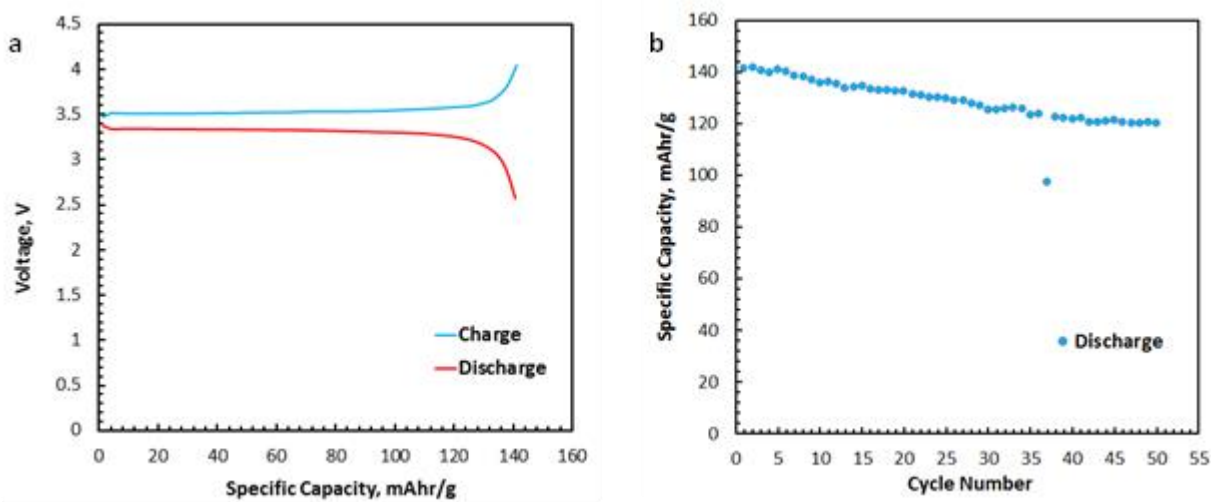 a
4.5
4
3.5
3
2.5
2
1.5
1
0.5
0
Voltage, V
Charge
Discharge
0 20 40 60 80 100 120 140 160
Specific Capacity, mAhr/g
b
160
140
120
100
80
60
40
20
0
Specific Capacity, mAhr/g
Discharge
0 5 10 15 20 25 30 35 40 45 50 55
Cycle Number